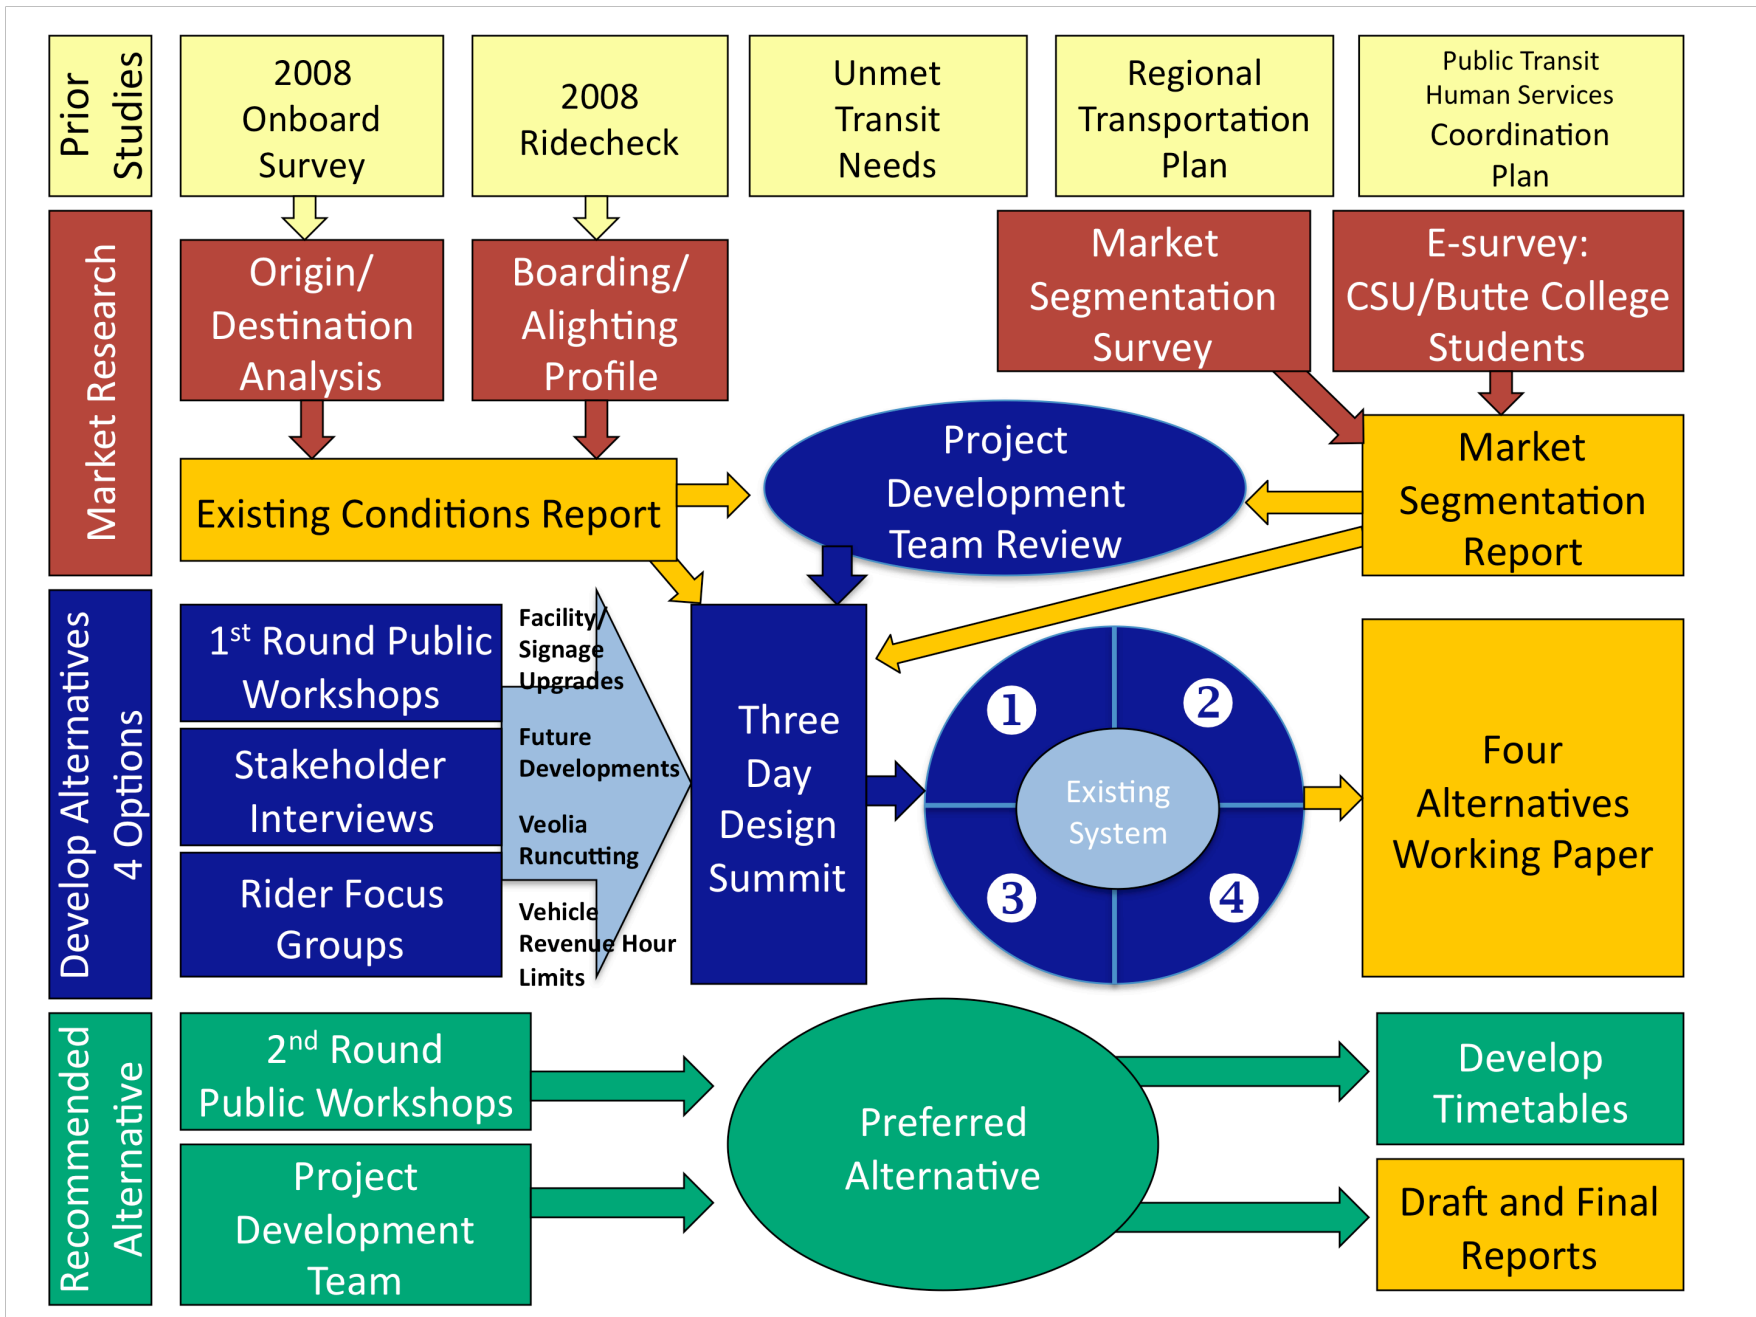 Prior
Studies
2008
Onboard
Survey
2008
Ridecheck
Unmet
Transit
Needs
Regional
Transportation
Plan
Public Transit
Human Services
Coordination
Plan
Market Research
Origin/
Destination
Analysis
Boarding/
Alighting
Profile
Market
Segmentation
Survey
E-survey:
CSU/Butte College
Students
Existing Conditions Report
Project
Development
Team Review
Market
Segmentation
Report
Develop Alternatives
4 Options
1st Round Public
Workshops
Stakeholder
Interviews
Rider Focus
Groups
Facility/
Signage
Upgrades
Future
Developments
Veolia
Runcutting
Vehicle
Revenue Hour
Limits
Three
Day
Design
Summit
❶
❷
❸
❹
Existing
System
Four
Alternatives
Working Paper
Recommended
Alternative
2nd Round
Public Workshops
Project
Development
Team
Preferred
Alternative
Develop
Timetables
Draft and Final
Reports